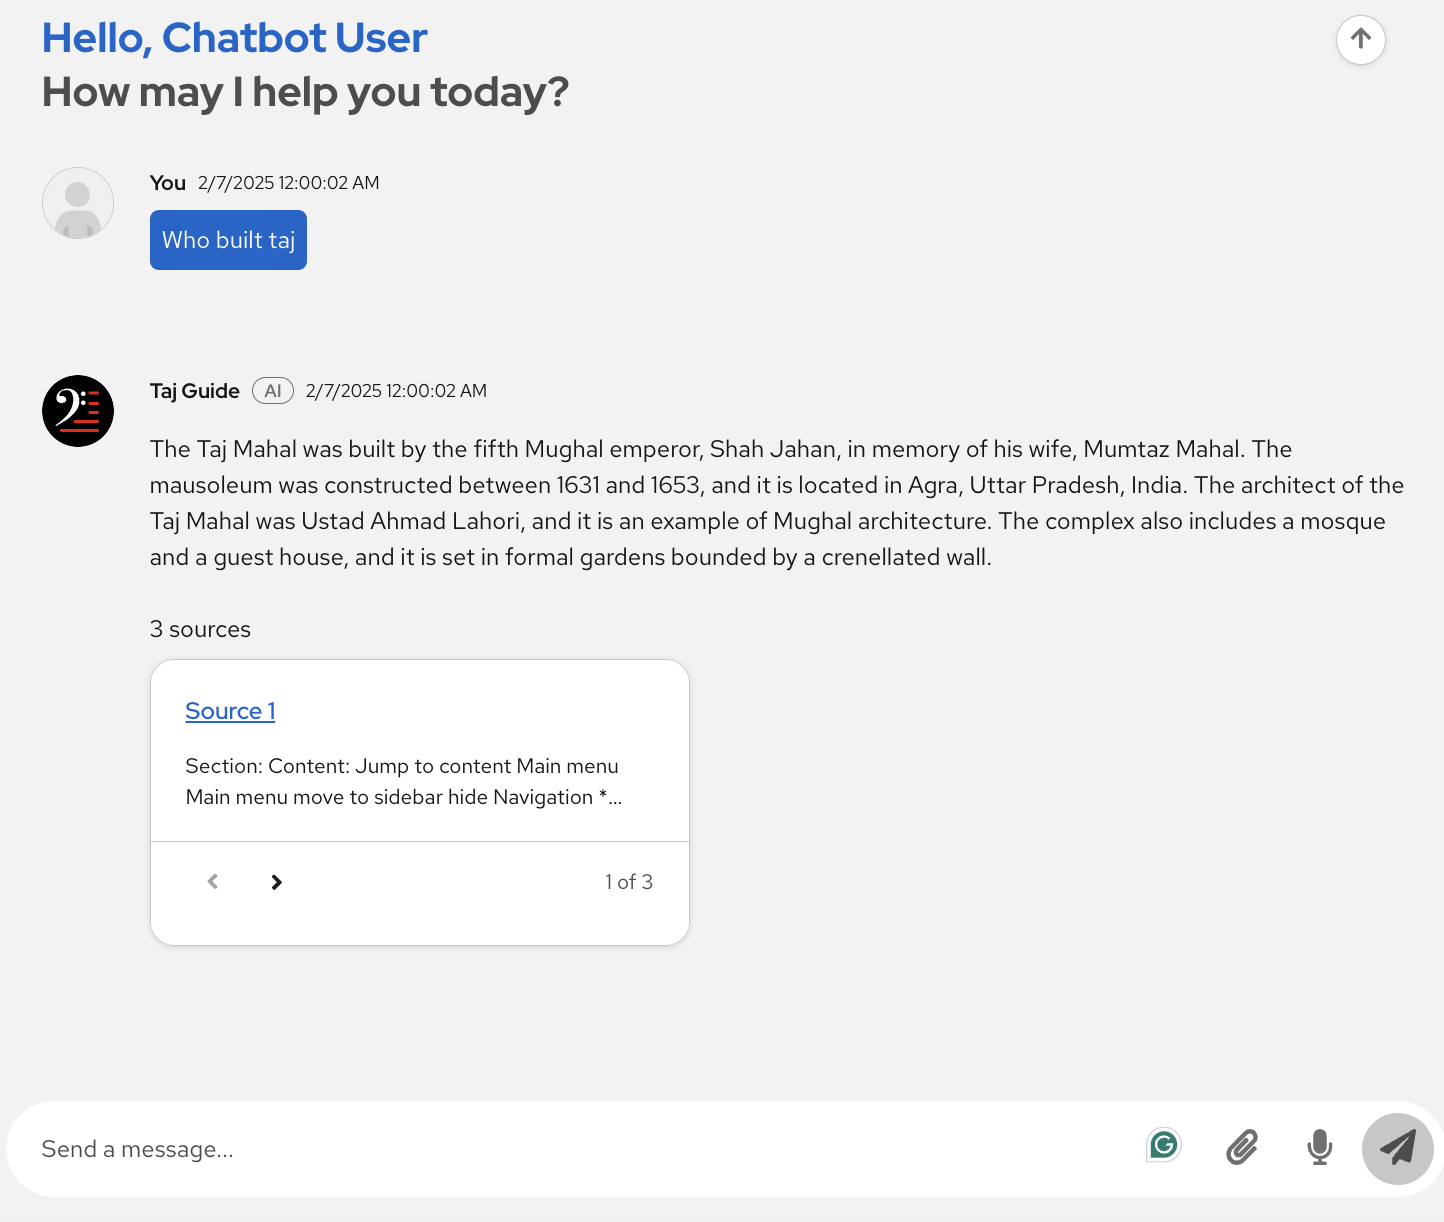 Hello, Chatbot User
How may I help you today?
You 2/7/2025 12:00:02 AM
Who built taj
Taj Guide AI 2/7/2025 12:00:02 AM
The Taj Mahal was built by the fifth Mughal emperor, Shah Jahan, in memory of his wife, Mumtaz Mahal. The
mausoleum was constructed between 1631 and 1653, and it is located in Agra, Uttar Pradesh, India. The architect of the
Taj Mahal was Ustad Ahmad Lahori, and it is an example of Mughal architecture. The complex also includes a mosque
and a guest house, and it is set in formal gardens bounded by a crenellated wall.
3 sources
Source 1
Section: Content: Jump to content Main menu
Main menu move to sidebar hide Navigation *...
1 of 3
Send a message...